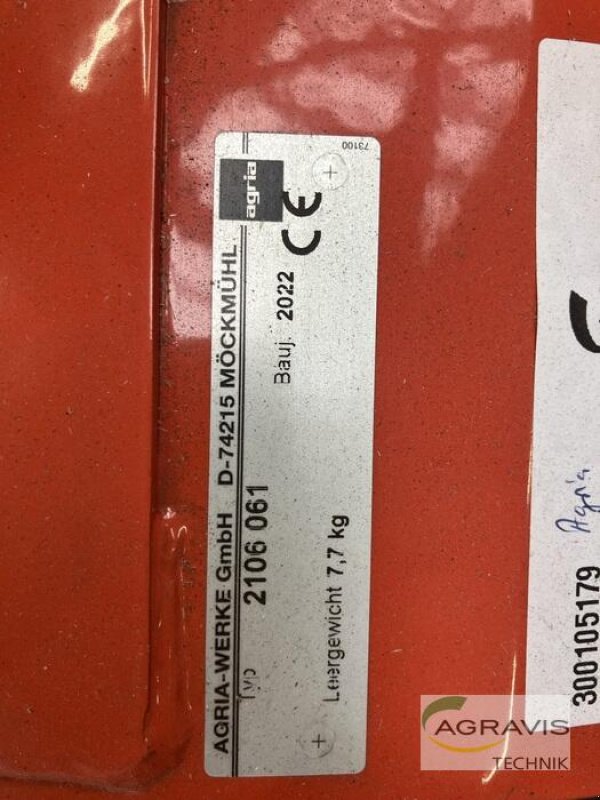 agria
AGRIA-WERKE GmbH D-74215 MÖCKMÜHL
Typ 2106 061
Bauj. 2022
CE
Leergewicht 7,7 kg
73100
300105179 Agria
AGRAVIS
TECHNIK